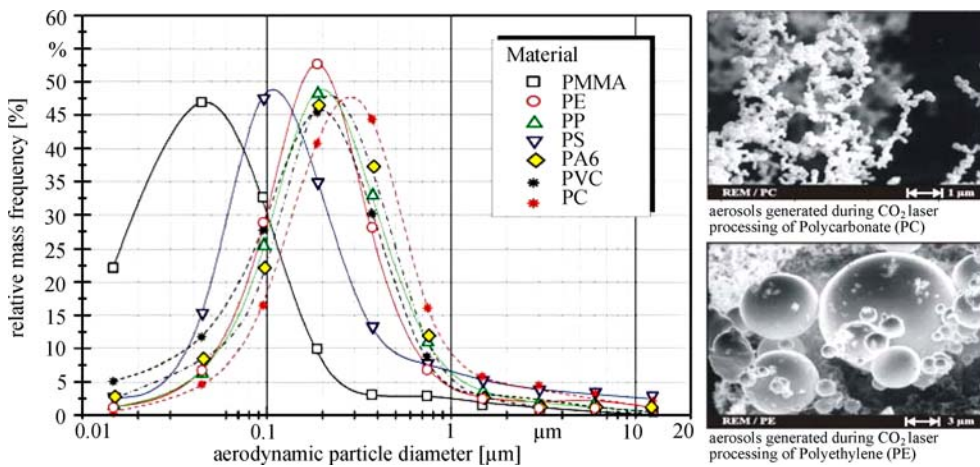 60
%
50
45
40
35
30
25
20
15
10
5
0
relative mass frequency [%]
0.01 0.1 1 µm 10 20
aerodynamic particle diameter [µm]
Material
PMMA
PE
PP
PS
PA6
PVC
PC
REM / PC 1 µm
aerosols generated during CO₂ laser
processing of Polycarbonate (PC)
REM / PE 3 µm
aerosols generated during CO₂ laser
processing of Polyethylene (PE)